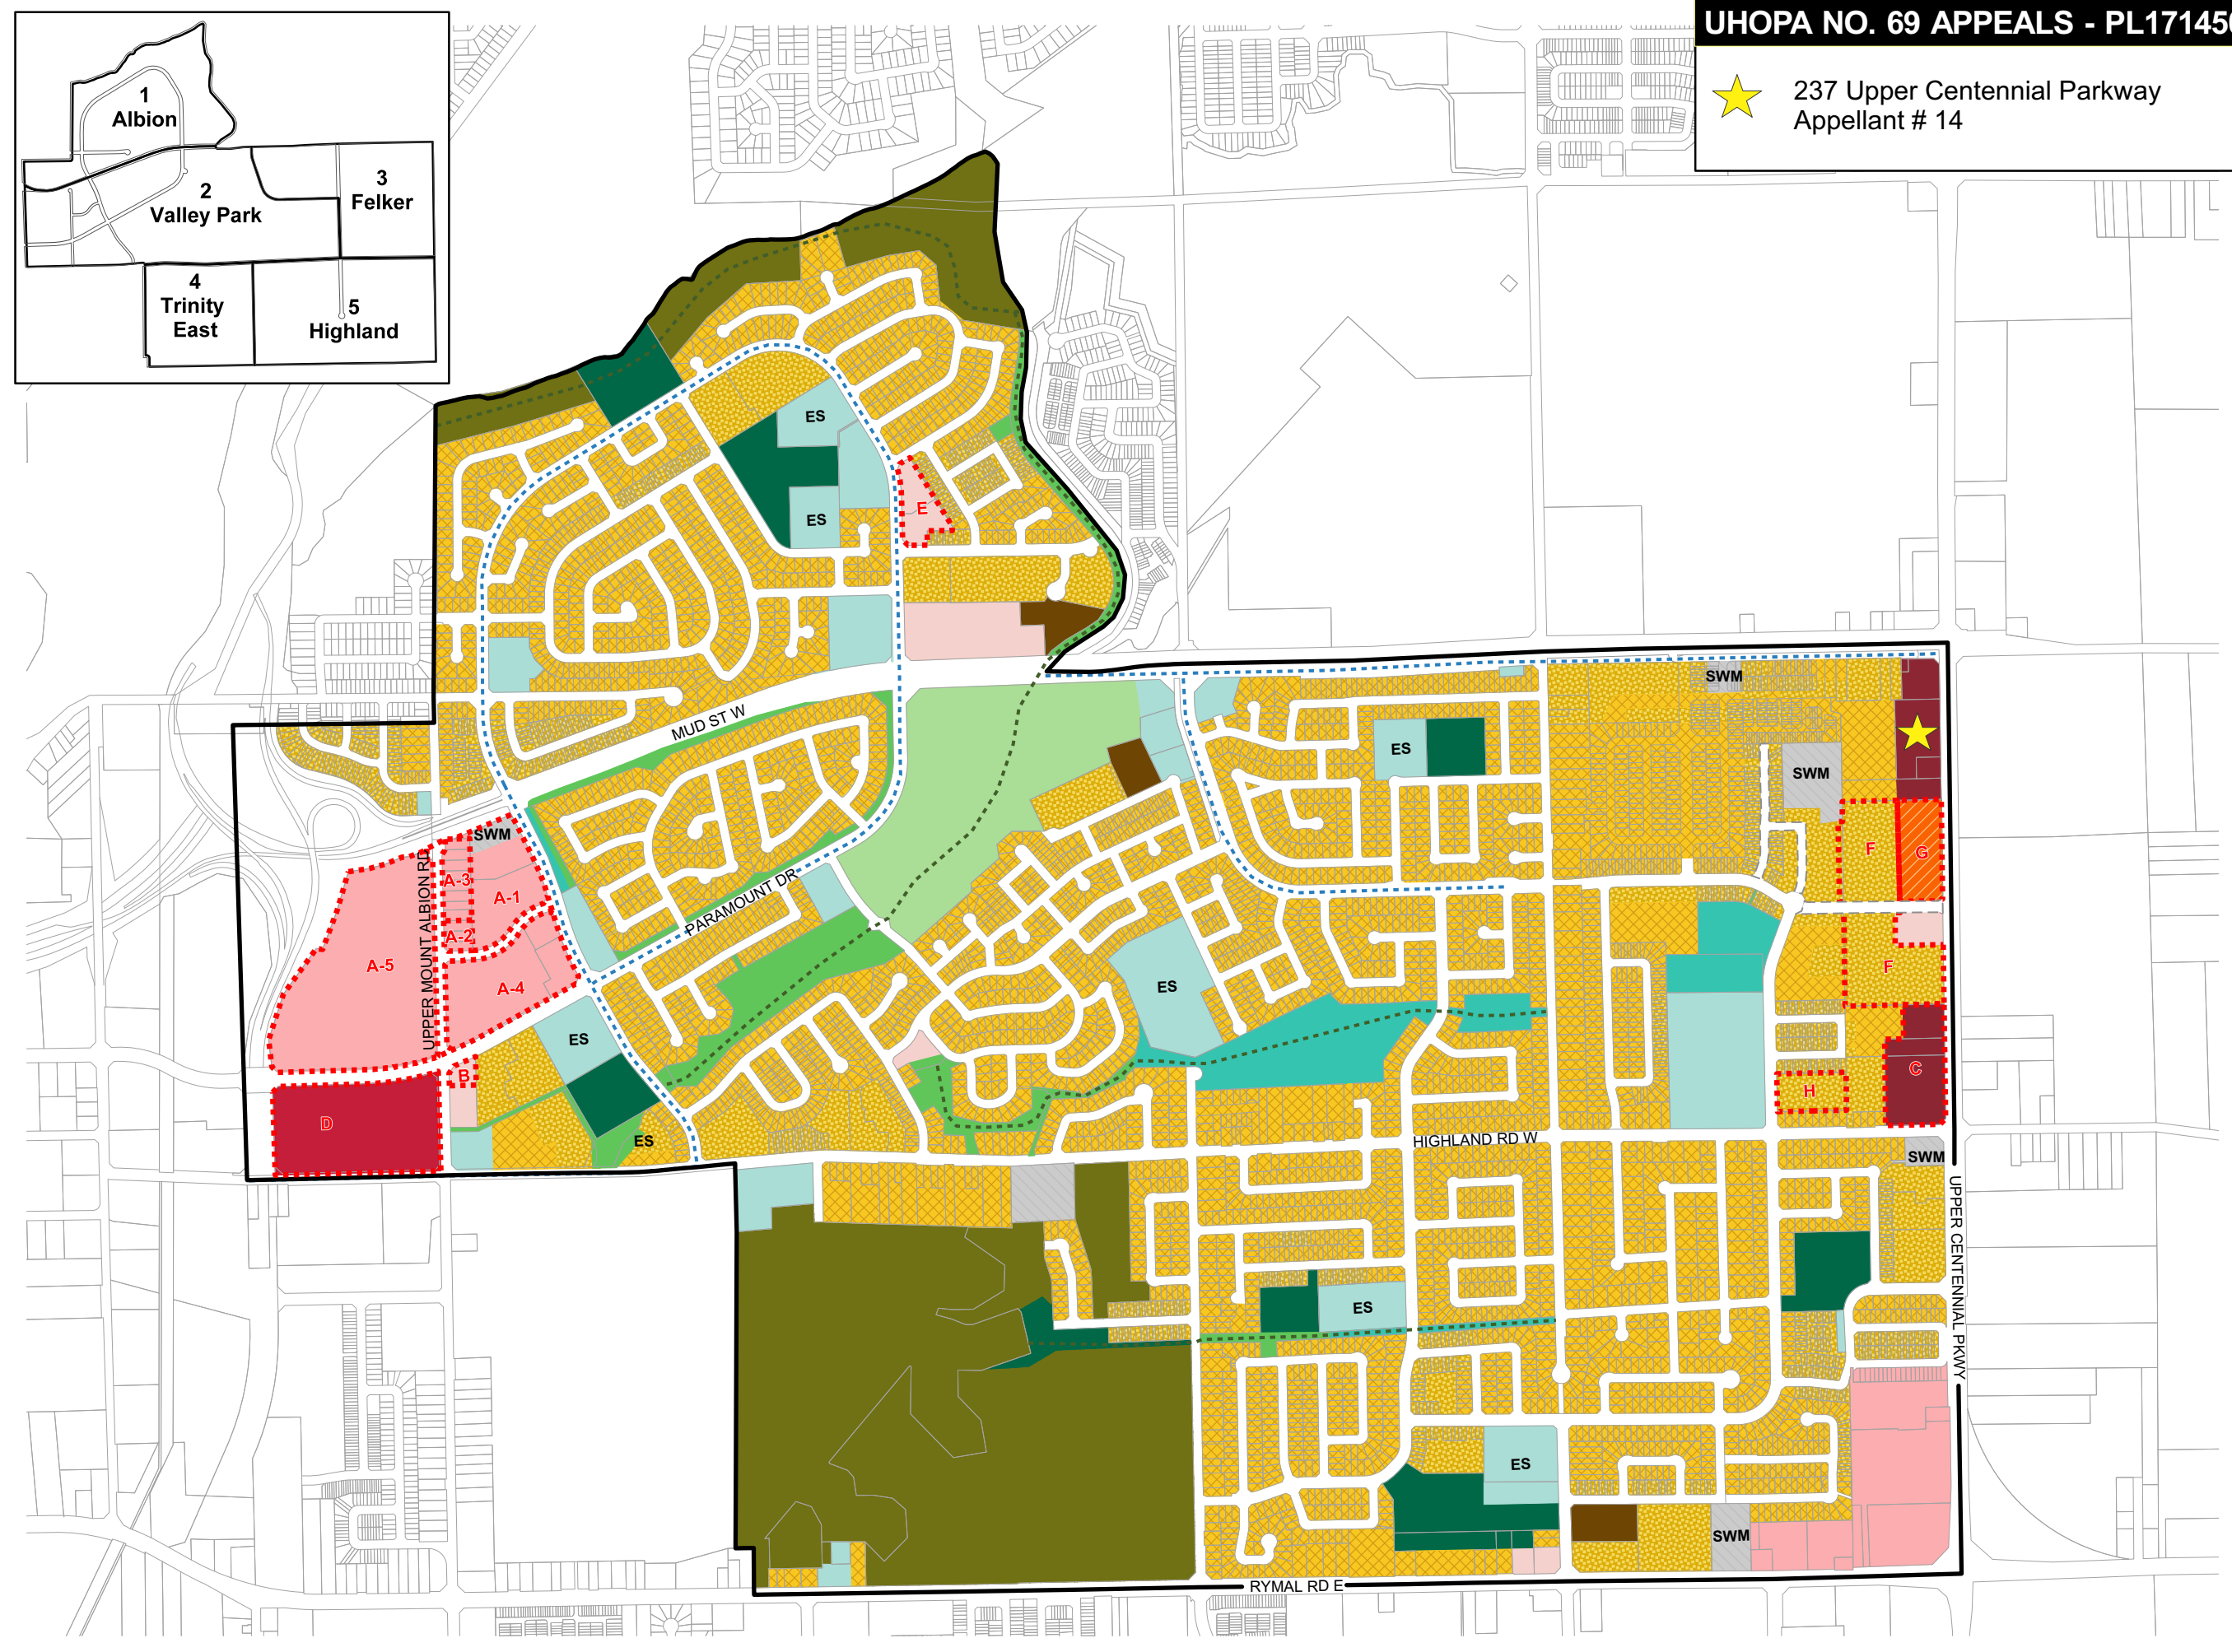 UHOPA NO. 69 APPEALS - PL17145
237 Upper Centennial Parkway
Appellant # 14
1
Albion
2
Valley Park
3
Felker
4
Trinity
East
5
Highland
ES
ES
E
SWM
MUD ST W
ES
SWM
SWM
UPPER MOUNT ALBION RD
A-3
A-1
A-2
A-5
A-4
PARAMOUNT DR
F
G
F
ES
ES
B
C
H
D
ES
HIGHLAND RD W
SWM
UPPER CENTENNIAL PKWY
ES
ES
SWM
RYMAL RD E